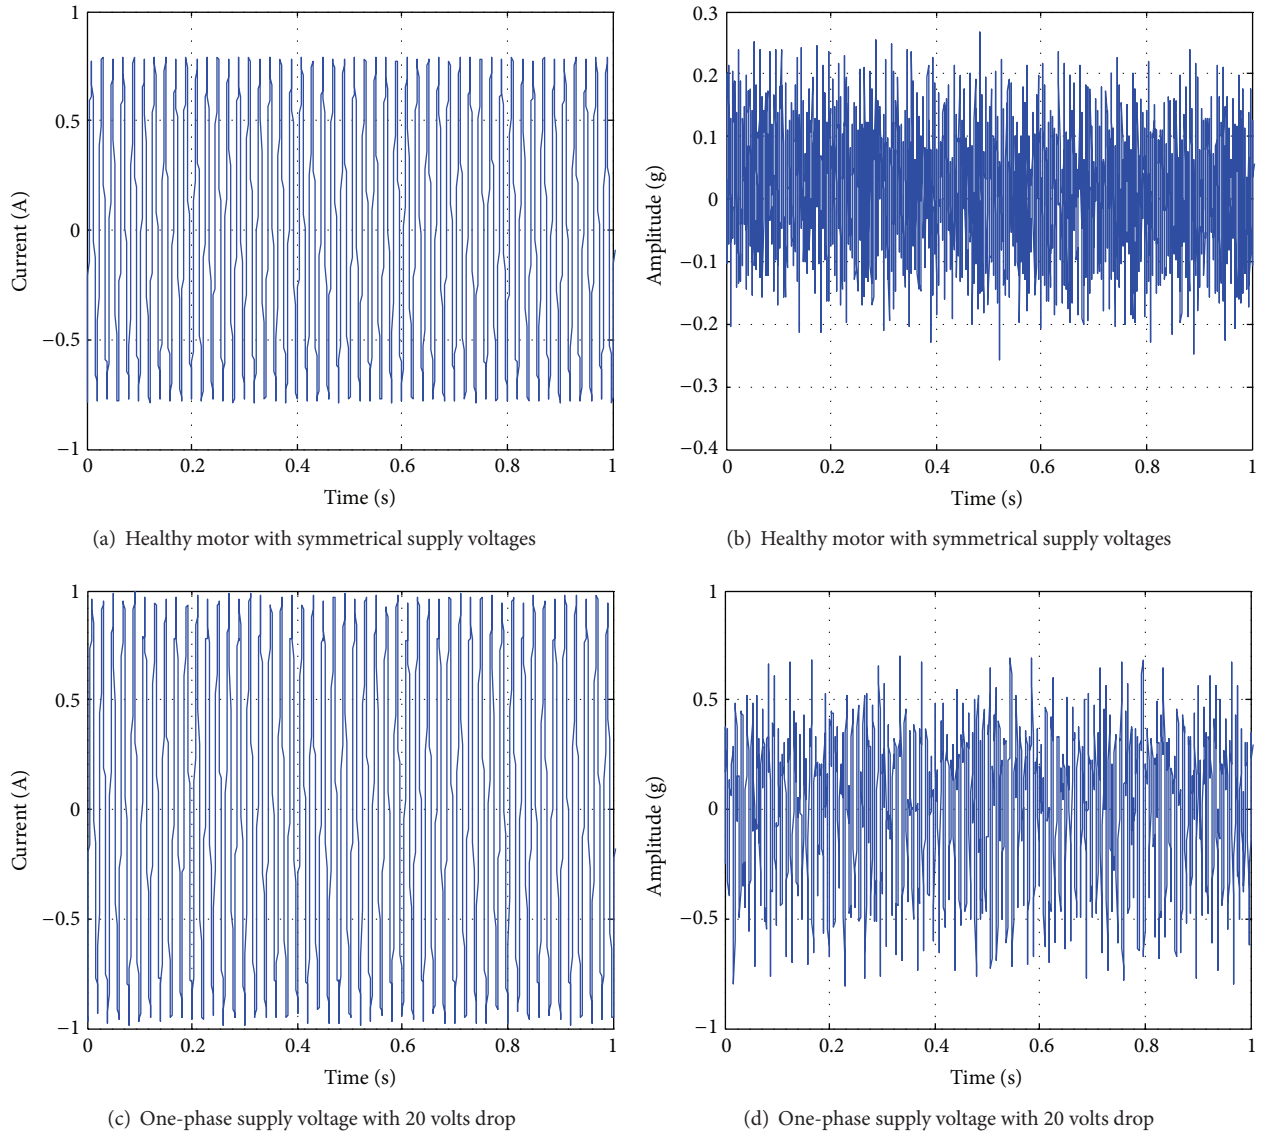 1
0.5
0
−0.5
−1
Current (A)
0 0.2 0.4 0.6 0.8 1
Time (s)
(a) Healthy motor with symmetrical supply voltages
0.3
0.2
0.1
0
−0.1
−0.2
−0.3
−0.4
Amplitude (g)
0 0.2 0.4 0.6 0.8 1
Time (s)
(b) Healthy motor with symmetrical supply voltages
1
0.5
0
−0.5
−1
Current (A)
0 0.2 0.4 0.6 0.8 1
Time (s)
(c) One-phase supply voltage with 20 volts drop
1
0.5
0
−0.5
−1
Amplitude (g)
0 0.2 0.4 0.6 0.8 1
Time (s)
(d) One-phase supply voltage with 20 volts drop